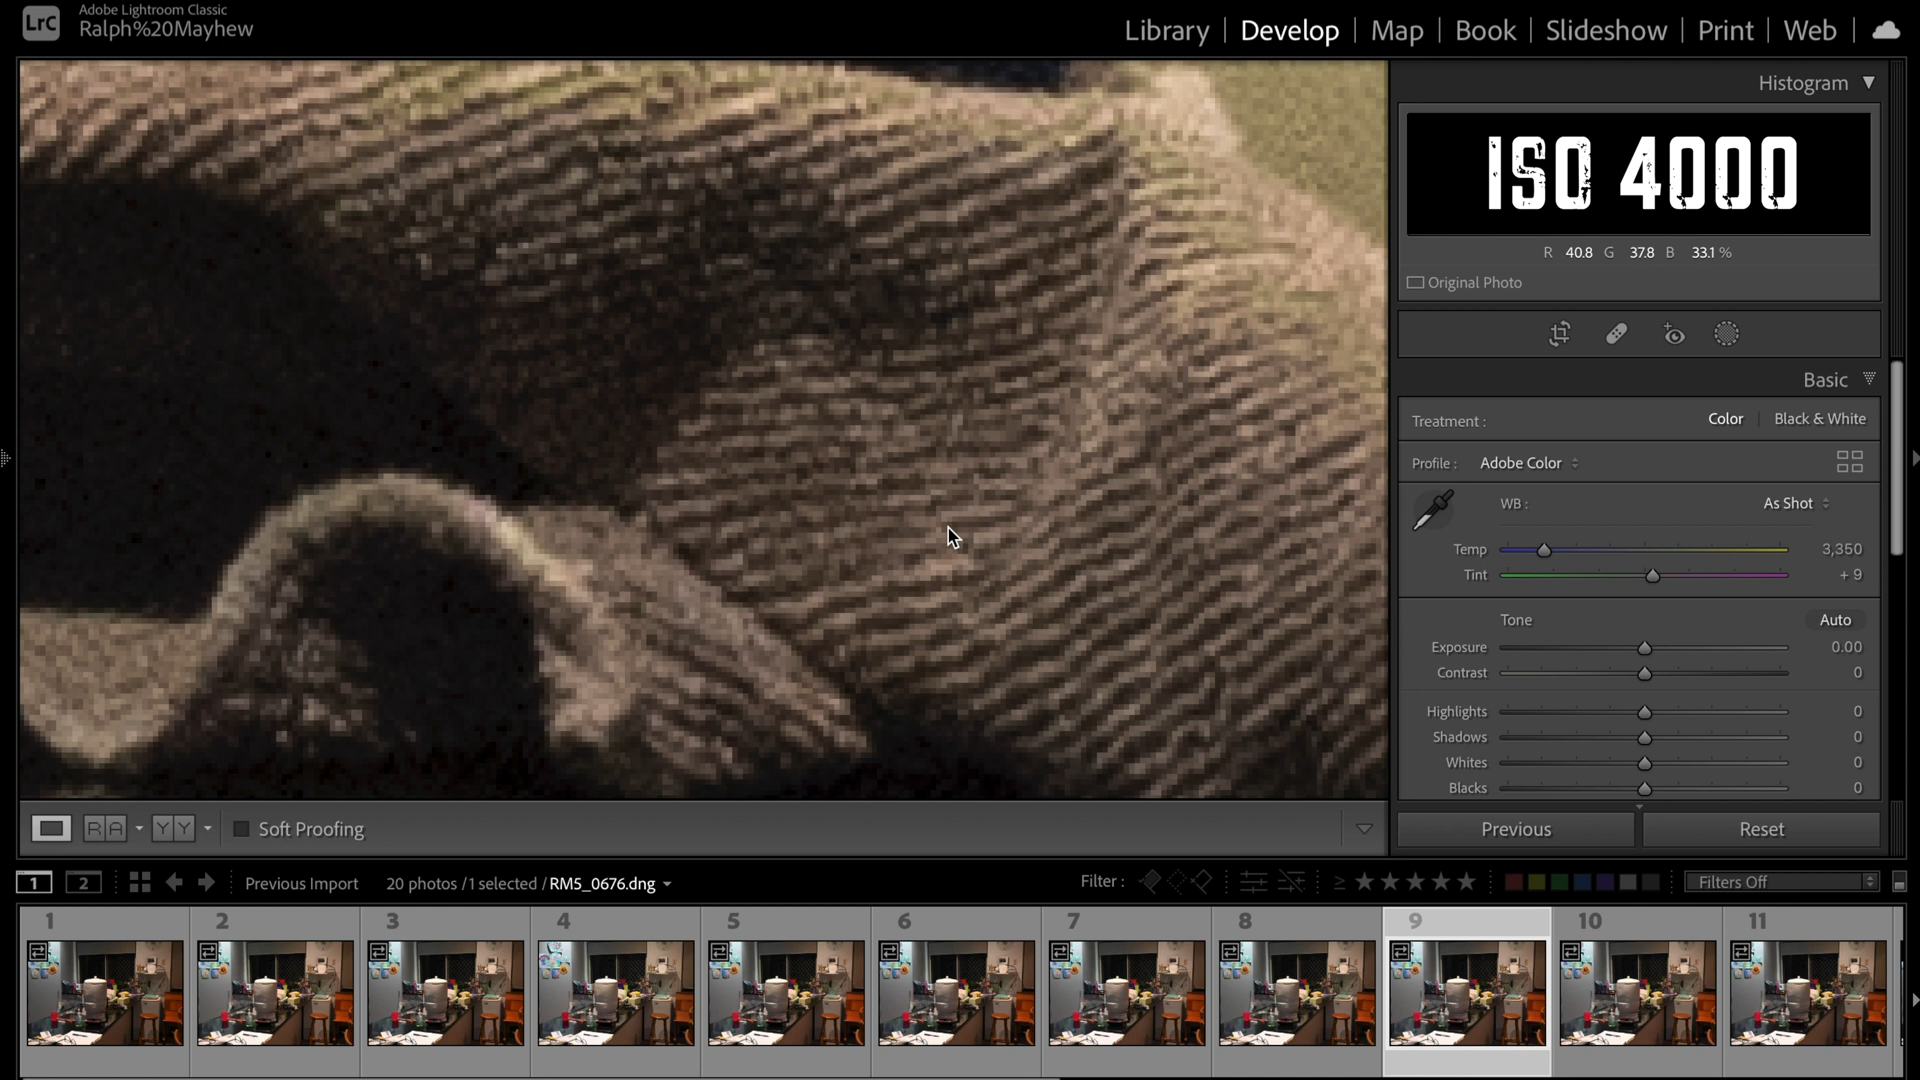 LrC
Adobe Lightroom Classic
Ralph%20Mayhew
Library | Develop | Map | Book | Slideshow | Print | Web
Histogram
ISO 4000
R 40.8 G 37.8 B 33.1 %
Original Photo
Basic
Treatment : Color | Black & White
Profile : Adobe Color
WB : As Shot
Temp 3,350
Tint + 9
Tone Auto
Exposure 0.00
Contrast 0
Highlights 0
Shadows 0
Whites 0
Blacks 0
R A Y Y Soft Proofing
Previous Reset
1 2 Previous Import 20 photos /1 selected /RM5_0676.dng Filter : ≥ ★ ★ ★ ★ ★ Filters Off
1 2 3 4 5 6 7 8 9 10 11